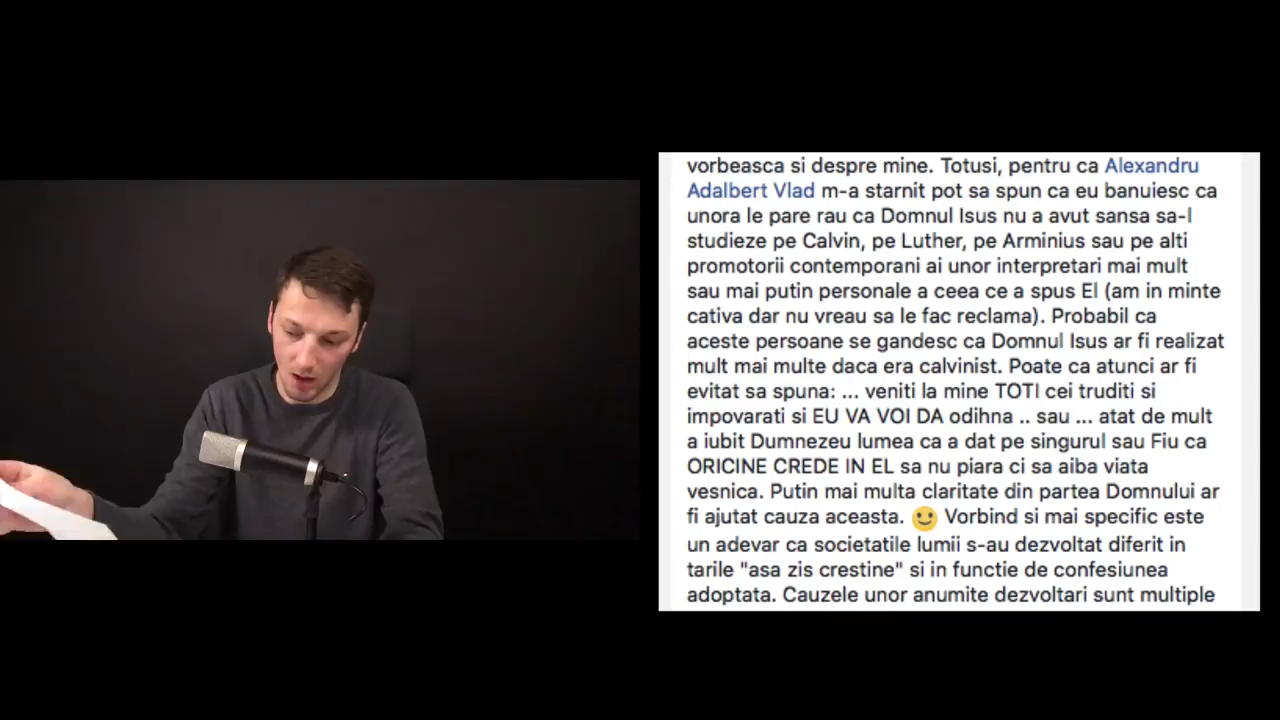 vorbeasca si despre mine. Totusi, pentru ca Alexandru
Adalbert Vlad m-a starnit pot sa spun ca eu banuiesc ca
unora le pare rau ca Domnul Isus nu a avut sansa sa-l
studieze pe Calvin, pe Luther, pe Arminius sau pe alti
promotorii contemporani ai unor interpretari mai mult
sau mai putin personale a ceea ce a spus El (am in minte
cativa dar nu vreau sa le fac reclama). Probabil ca
aceste persoane se gandesc ca Domnul Isus ar fi realizat
mult mai multe daca era calvinist. Poate ca atunci ar fi
evitat sa spuna: ... veniti la mine TOTI cei truditi si
impovarati si EU VA VOI DA odihna .. sau ... atat de mult
a iubit Dumnezeu lumea ca a dat pe singurul sau Fiu ca
ORICINE CREDE IN EL sa nu piara ci sa aiba viata
vesnica. Putin mai multa claritate din partea Domnului ar
fi ajutat cauza aceasta. 🙂 Vorbind si mai specific este
un adevar ca societatile lumii s-au dezvoltat diferit in
tarile "asa zis crestine" si in functie de confesiunea
adoptata. Cauzele unor anumite dezvoltari sunt multiple